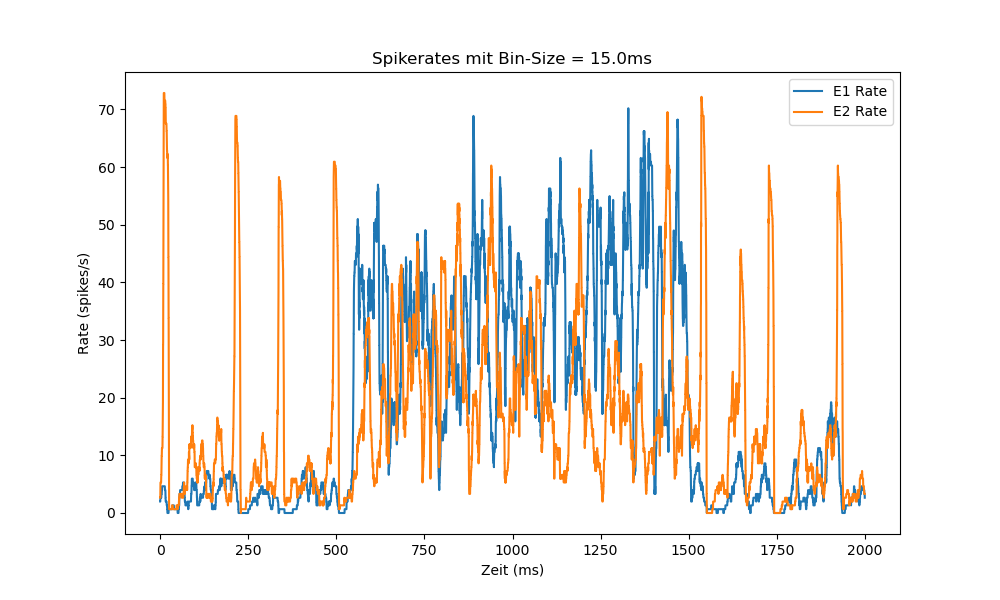 Spikerates mit Bin-Size = 15.0ms
E1 Rate
E2 Rate
Rate (spikes/s)
70
60
50
40
30
20
10
0
0 250 500 750 1000 1250 1500 1750 2000
Zeit (ms)